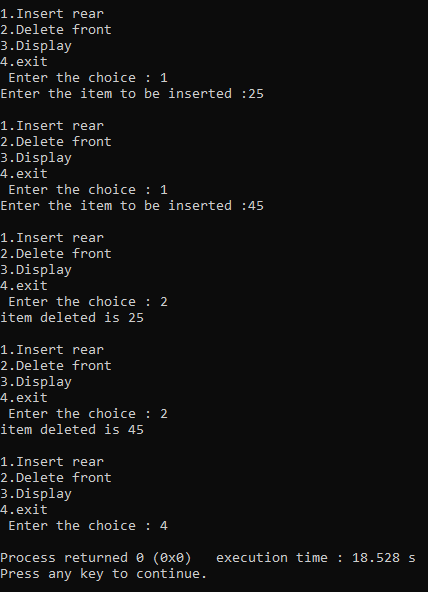 1.Insert rear
2.Delete front
3.Display
4.exit
 Enter the choice : 1
Enter the item to be inserted :25

1.Insert rear
2.Delete front
3.Display
4.exit
 Enter the choice : 1
Enter the item to be inserted :45

1.Insert rear
2.Delete front
3.Display
4.exit
 Enter the choice : 2
item deleted is 25

1.Insert rear
2.Delete front
3.Display
4.exit
 Enter the choice : 2
item deleted is 45

1.Insert rear
2.Delete front
3.Display
4.exit
 Enter the choice : 4

Process returned 0 (0x0)   execution time : 18.528 s
Press any key to continue.